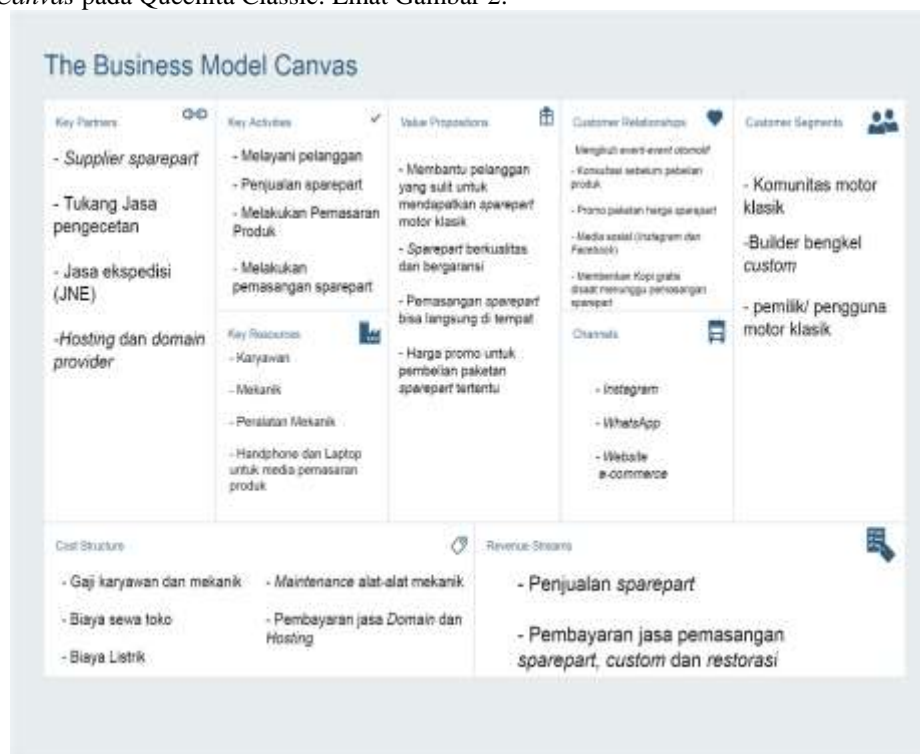 Canvas pada Queenita Classic. Lihat Gambar 2.
The Business Model Canvas
Key Partners
- Supplier sparepart
- Tukang Jasa
pengecetan
- Jasa ekspedisi
(JNE)
-Hosting dan domain
provider
Key Activities
- Melayani pelanggan
- Penjualan sparepart
- Melakukan Pemasaran
Produk
- Melakukan
pemasangan sparepart
Key Resources
- Karyawan
- Mekanik
- Peralatan Mekanik
- Handphone dan Laptop
untuk media pemasaran
produk
Value Propositions
- Membantu pelanggan
yang sulit untuk
mendapatkan sparepart
motor klasik
- Sparepart berkualitas
dan bergaransi
- Pemasangan sparepart
bisa langsung di tempat
- Harga promo untuk
pembelian paketan
sparepart tertentu
Customer Relationships
Mengikuti event-event otomotif
- Konsultasi sebelum
produk
- Promo paketan harga sparepart
- Media sosial (Instagram dan
Facebook)
- Memberikan Kopi gratis
disaat menunggu pemasangan
sparepart
Channels
- Instagram
- WhatsApp
- Website
e-commerce
Customer Segments
- Komunitas motor
klasik
-Builder bengkel
custom
- pemilik/ pengguna
motor klasik
Cost Structure
- Gaji karyawan dan mekanik
- Biaya sewa toko
- Biaya Listrik
- Maintenance alat-alat mekanik
- Pembayaran jasa Domain dan
Hosting
Revenue Streams
- Penjualan sparepart
- Pembayaran jasa pemasangan
sparepart, custom dan restorasi